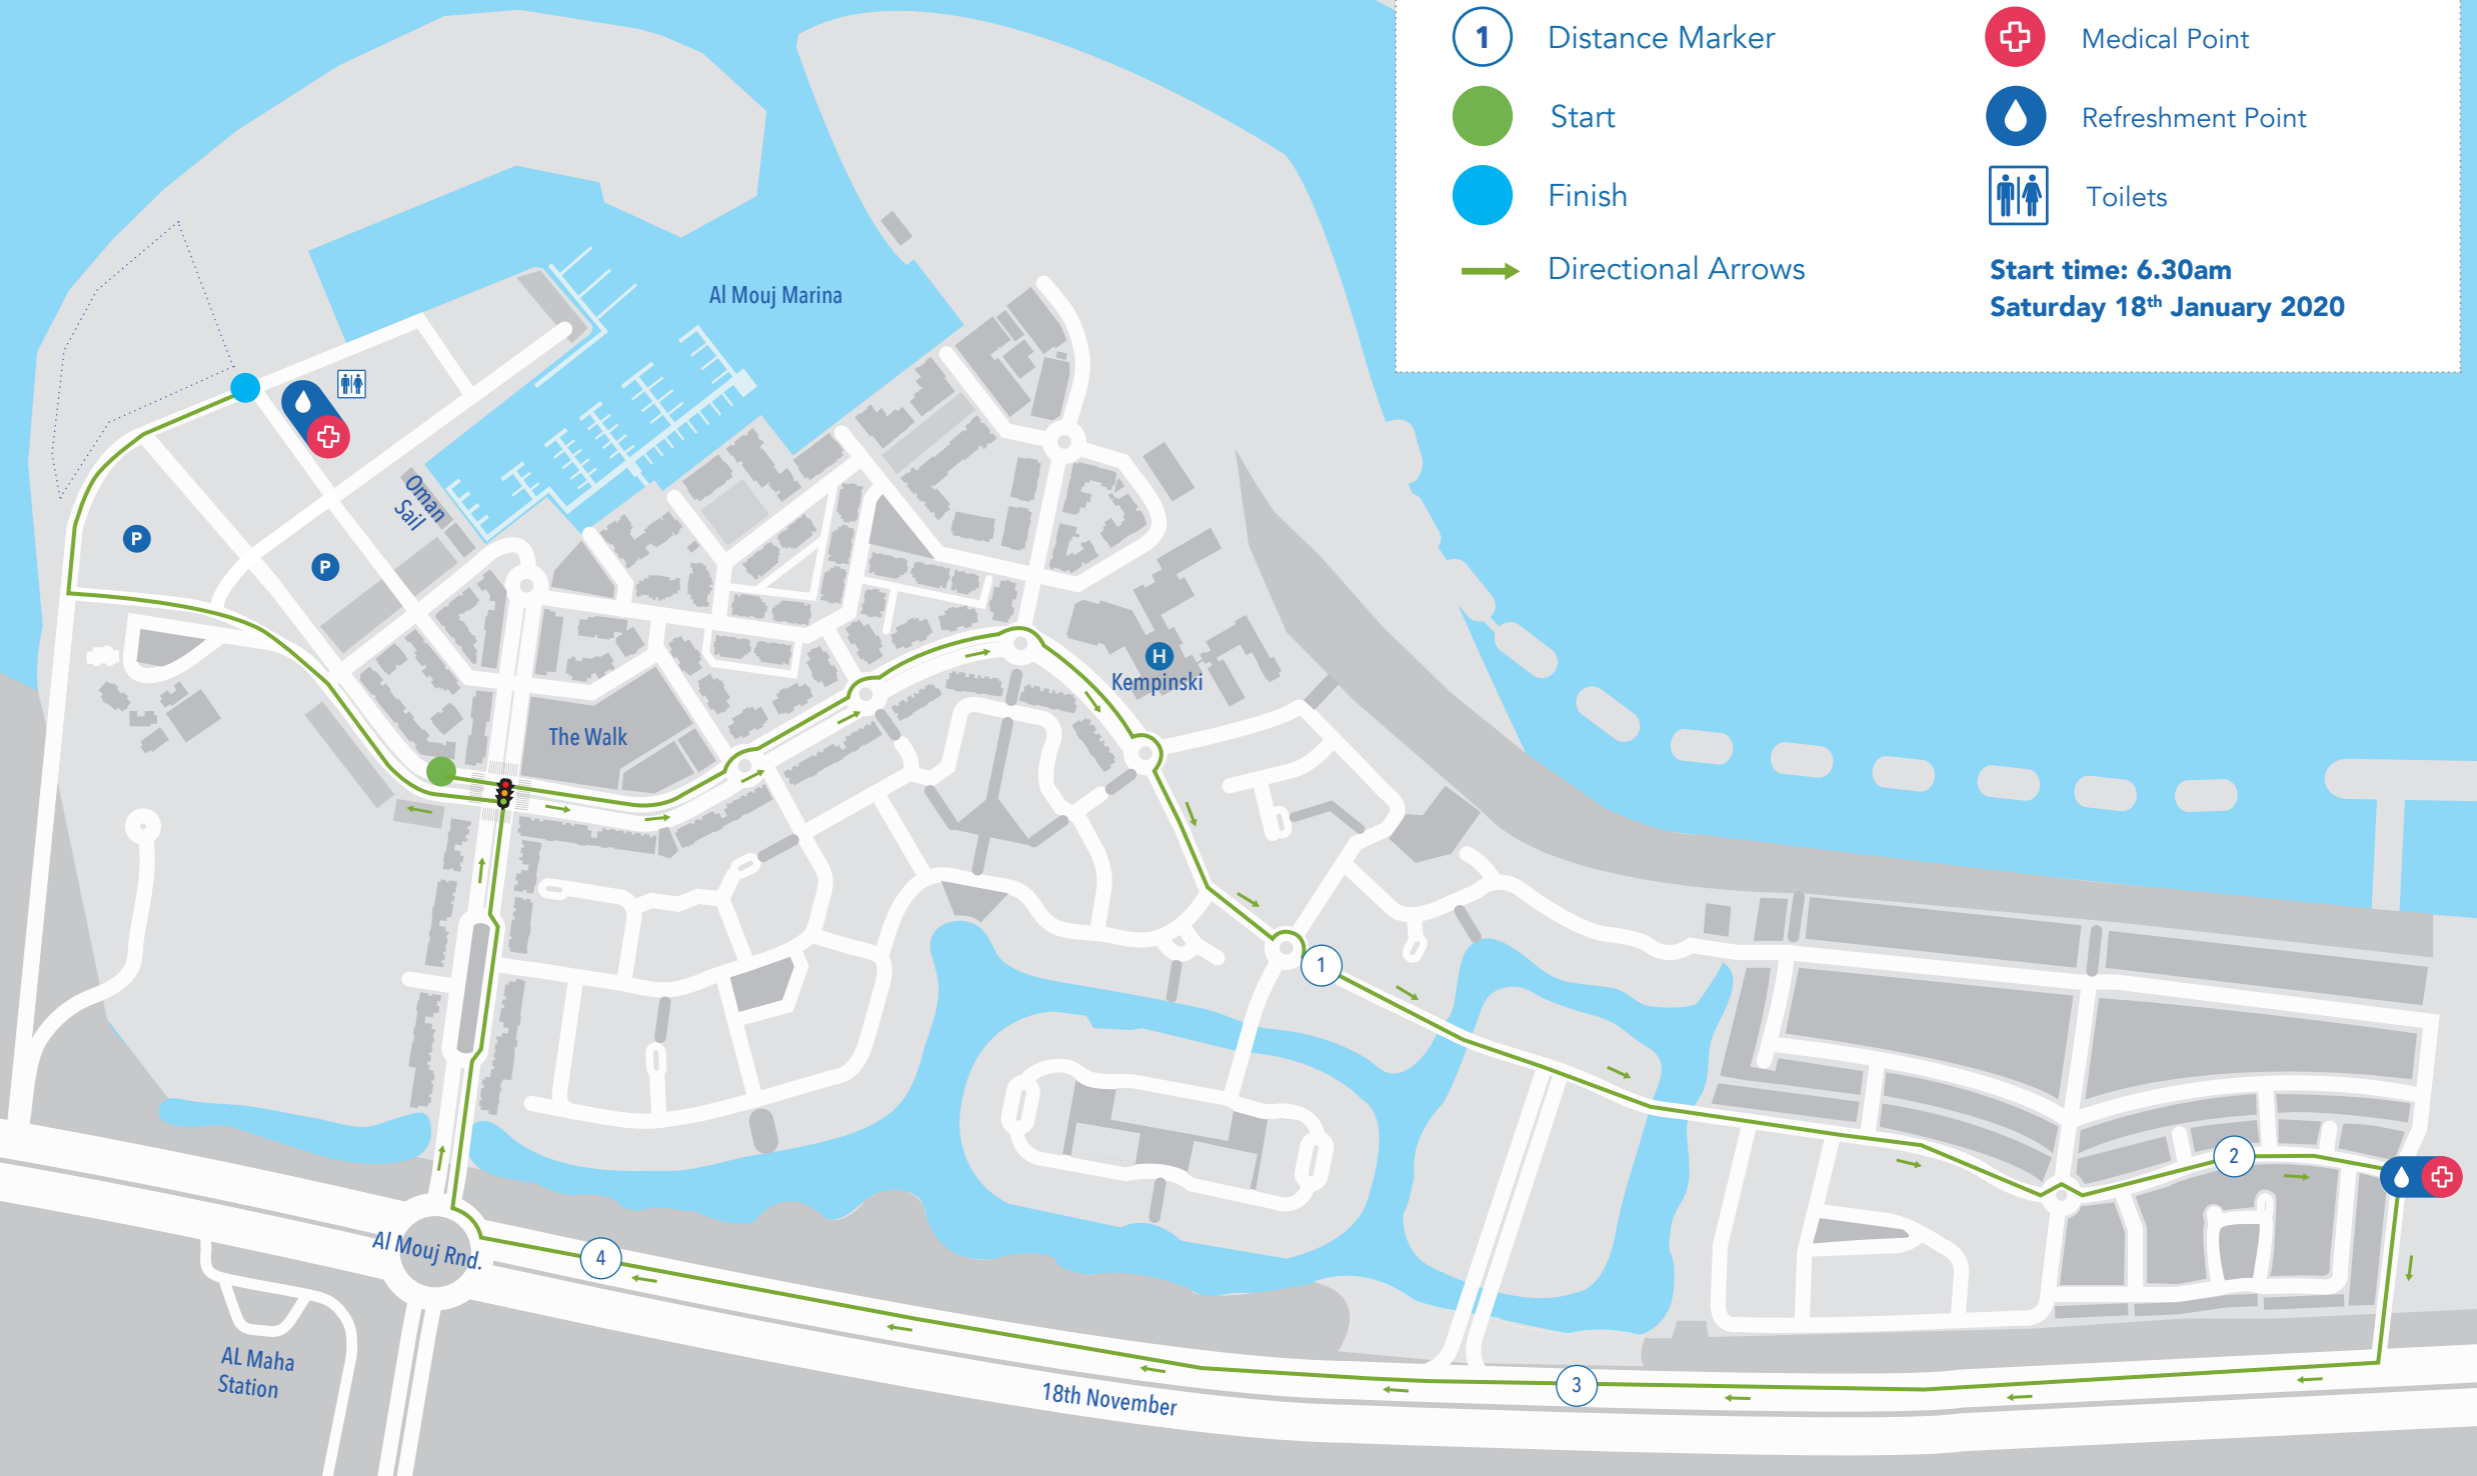 1 Distance Marker
Start
Finish
Directional Arrows
Medical Point
Refreshment Point
Toilets
Start time: 6.30am
Saturday 18th January 2020
Al Mouj Marina
Oman
Sail
P
P
H
Kempinski
The Walk
1
2
3
4
Al Mouj Rnd.
AL Maha
Station
18th November